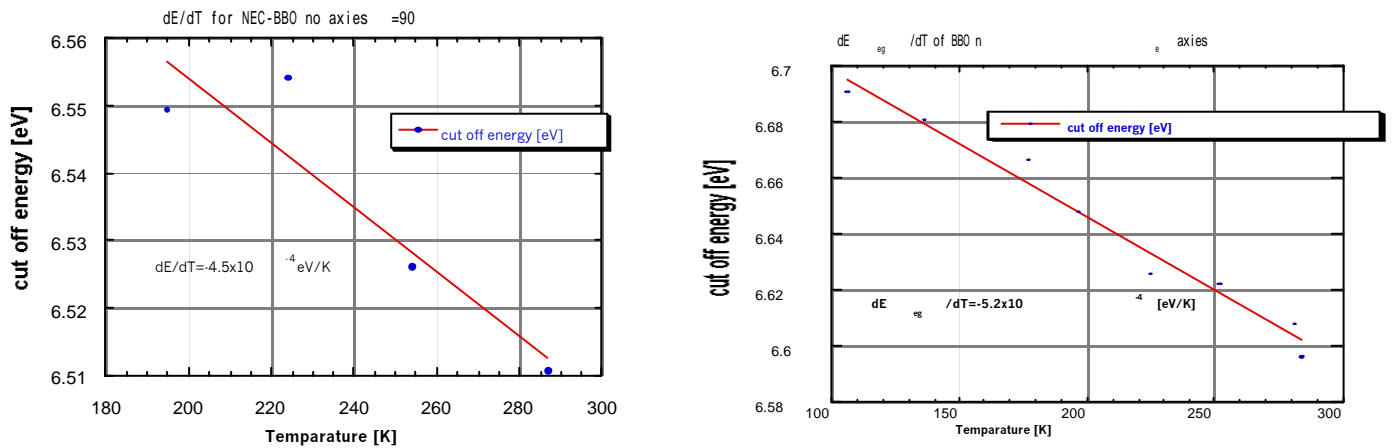 dE/dT for NEC-BBO no axies =90
6.56
6.55
6.54
6.53
6.52
6.51
cut off energy [eV]
cut off energy [eV]
dE/dT=-4.5x10 -4 eV/K
180 200 220 240 260 280 300
Temparature [K]
dE eg /dT of BBO n e axies
6.7
6.68
6.66
6.64
6.62
6.6
6.58
cut off energy [eV]
cut off energy [eV]
dE eg /dT=-5.2x10 -4 [eV/K]
100 150 200 250 300
Temparature [K]